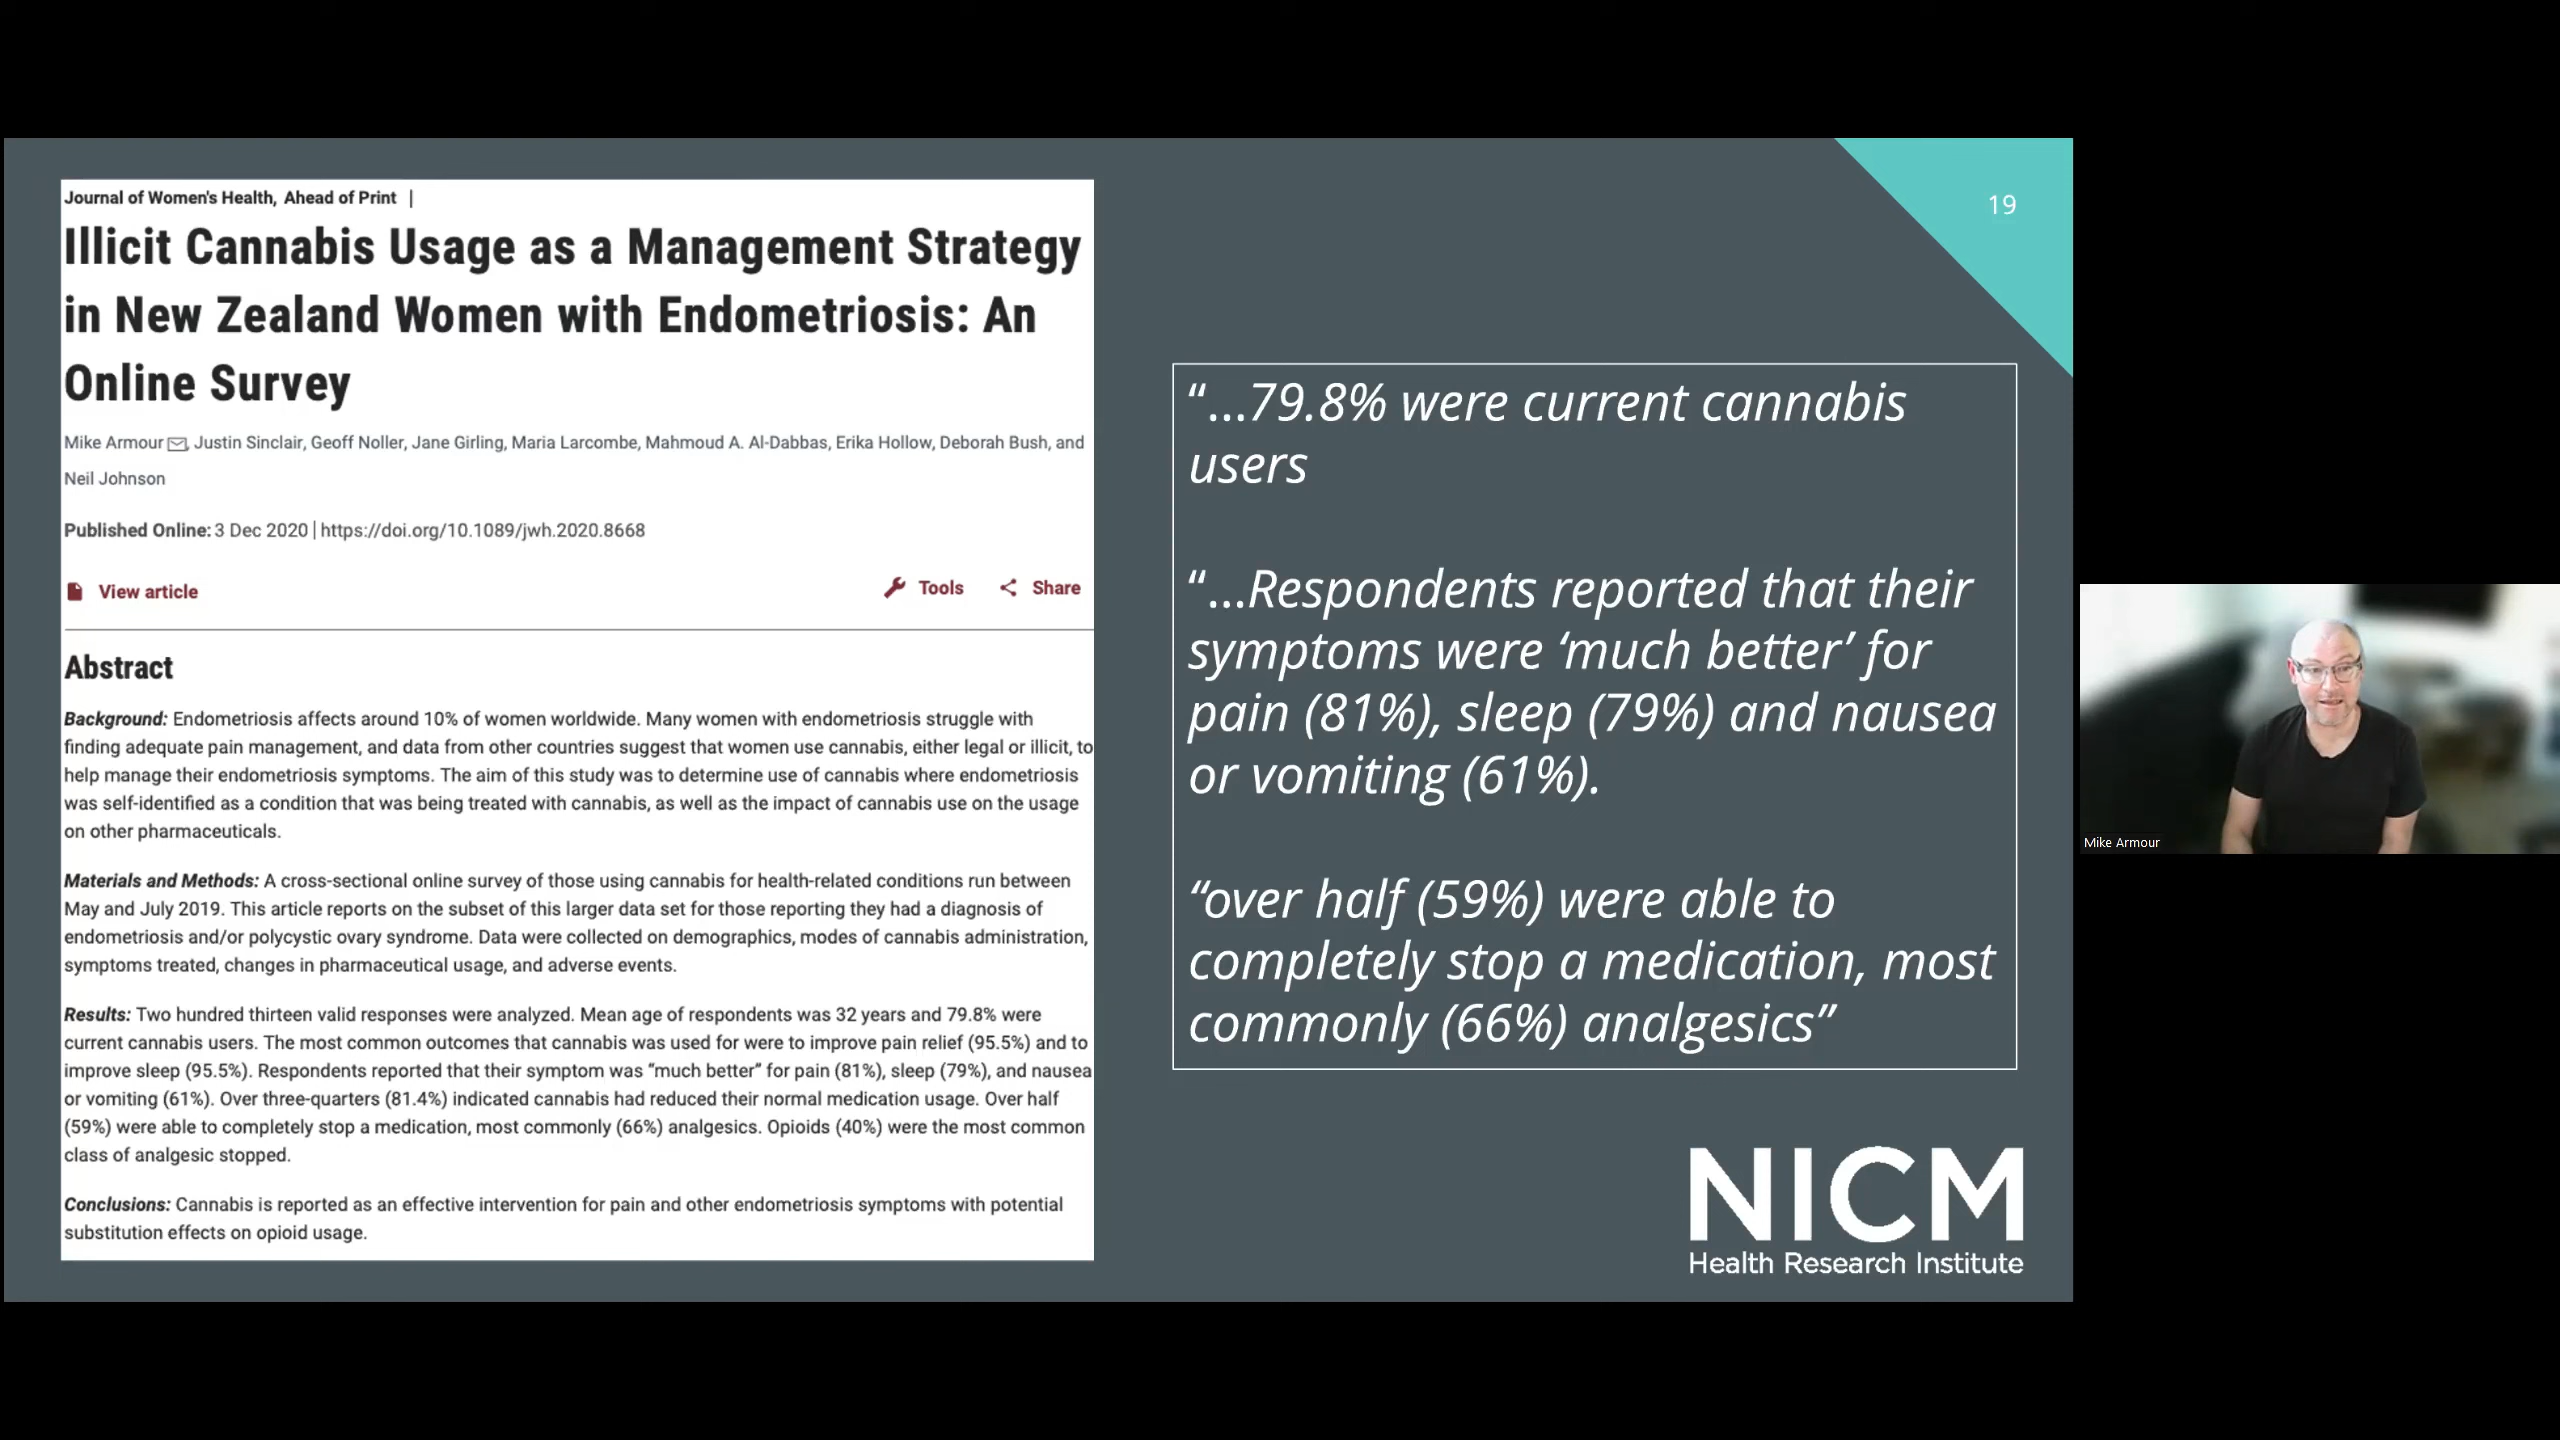 Journal of Women's Health, Ahead of Print |
Illicit Cannabis Usage as a Management Strategy
in New Zealand Women with Endometriosis: An
Online Survey
Mike Armour, Justin Sinclair, Geoff Noller, Jane Girling, Maria Larcombe, Mahmoud A. Al-Dabbas, Erika Hollow, Deborah Bush, and
Neil Johnson
Published Online: 3 Dec 2020 | https://doi.org/10.1089/jwh.2020.8668
View article
Tools
Share
Abstract
Background: Endometriosis affects around 10% of women worldwide. Many women with endometriosis struggle with
finding adequate pain management, and data from other countries suggest that women use cannabis, either legal or illicit, to
help manage their endometriosis symptoms. The aim of this study was to determine use of cannabis where endometriosis
was self-identified as a condition that was being treated with cannabis, as well as the impact of cannabis use on the usage
on other pharmaceuticals.
Materials and Methods: A cross-sectional online survey of those using cannabis for health-related conditions run between
May and July 2019. This article reports on the subset of this larger data set for those reporting they had a diagnosis of
endometriosis and/or polycystic ovary syndrome. Data were collected on demographics, modes of cannabis administration,
symptoms treated, changes in pharmaceutical usage, and adverse events.
Results: Two hundred thirteen valid responses were analyzed. Mean age of respondents was 32 years and 79.8% were
current cannabis users. The most common outcomes that cannabis was used for were to improve pain relief (95.5%) and to
improve sleep (95.5%). Respondents reported that their symptom was “much better” for pain (81%), sleep (79%), and nausea
or vomiting (61%). Over three-quarters (81.4%) indicated cannabis had reduced their normal medication usage. Over half
(59%) were able to completely stop a medication, most commonly (66%) analgesics. Opioids (40%) were the most common
class of analgesic stopped.
Conclusions: Cannabis is reported as an effective intervention for pain and other endometriosis symptoms with potential
substitution effects on opioid usage.
19
“…79.8% were current cannabis
users
“…Respondents reported that their
symptoms were ‘much better’ for
pain (81%), sleep (79%) and nausea
or vomiting (61%).
“over half (59%) were able to
completely stop a medication, most
commonly (66%) analgesics”
NICM
Health Research Institute
Mike Armour